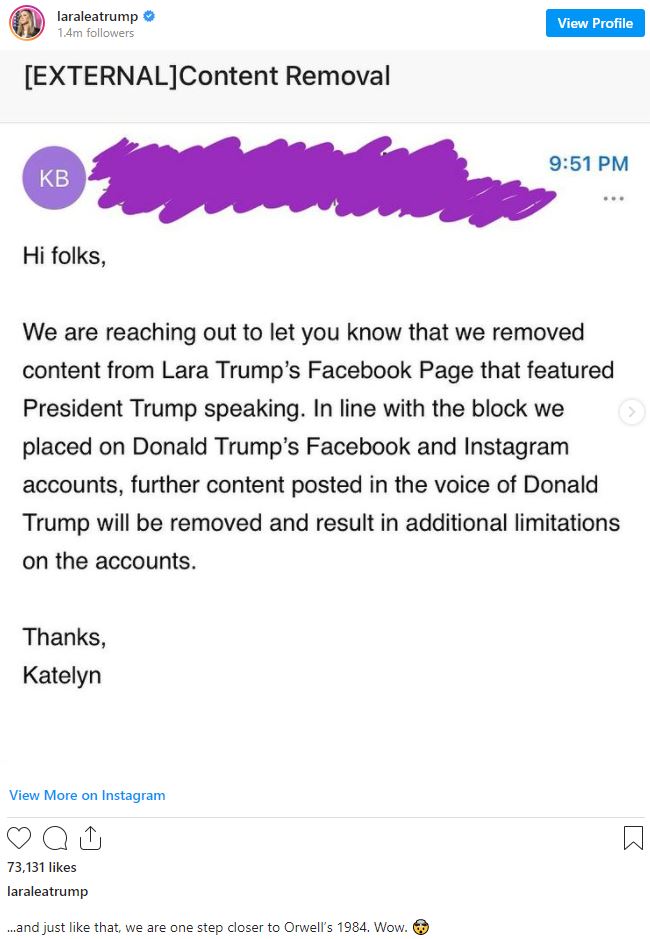 laraleatrump
1.4m followers
View Profile
[EXTERNAL]Content Removal
KB
9:51 PM
Hi folks,
We are reaching out to let you know that we removed
content from Lara Trump’s Facebook Page that featured
President Trump speaking. In line with the block we
placed on Donald Trump’s Facebook and Instagram
accounts, further content posted in the voice of Donald
Trump will be removed and result in additional limitations
on the accounts.
Thanks,
Katelyn
View More on Instagram
73,131 likes
laraleatrump
...and just like that, we are one step closer to Orwell’s 1984. Wow. 🤯